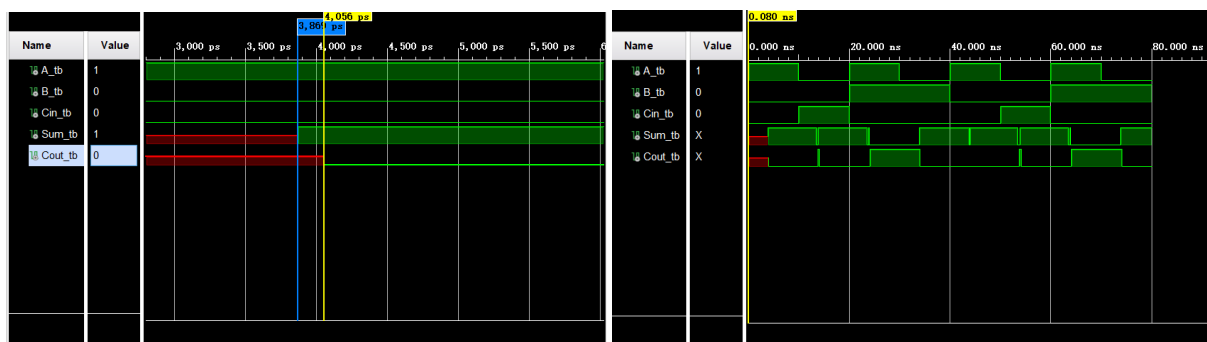 4,056 ps
3,869 ps
Name Value
3,000 ps 3,500 ps 4,000 ps 4,500 ps 5,000 ps 5,500 ps 6
A_tb 1
B_tb 0
Cin_tb 0
Sum_tb 1
Cout_tb 0
0.080 ns
Name Value
0.000 ns 20.000 ns 40.000 ns 60.000 ns 80.000 ns
A_tb 1
B_tb 0
Cin_tb 0
Sum_tb X
Cout_tb X